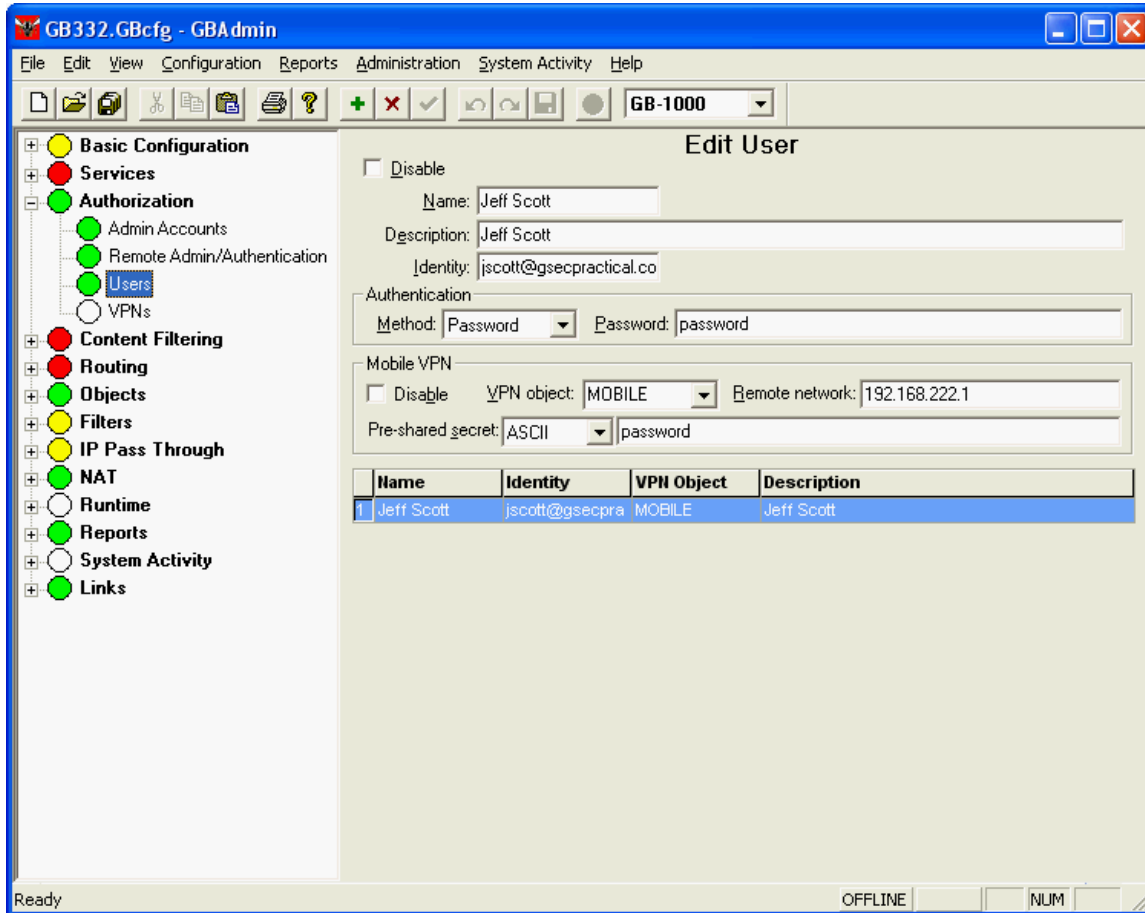 GB332.GBcfg - GBAdmin
File Edit View Configuration Reports Administration System Activity Help
GB-1000
Basic Configuration
Services
Authorization
Admin Accounts
Remote Admin/Authentication
Users
VPNs
Content Filtering
Routing
Objects
Filters
IP Pass Through
NAT
Runtime
Reports
System Activity
Links
Edit User
Disable
Name: Jeff Scott
Description: Jeff Scott
Identity: jscott@gsecpractical.co
Authentication
Method: Password Password: password
Mobile VPN
Disable VPN object: MOBILE Remote network: 192.168.222.1
Pre-shared secret: ASCII password
Name Identity VPN Object Description
1 Jeff Scott jscott@gsecpra MOBILE Jeff Scott
Ready OFFLINE NUM